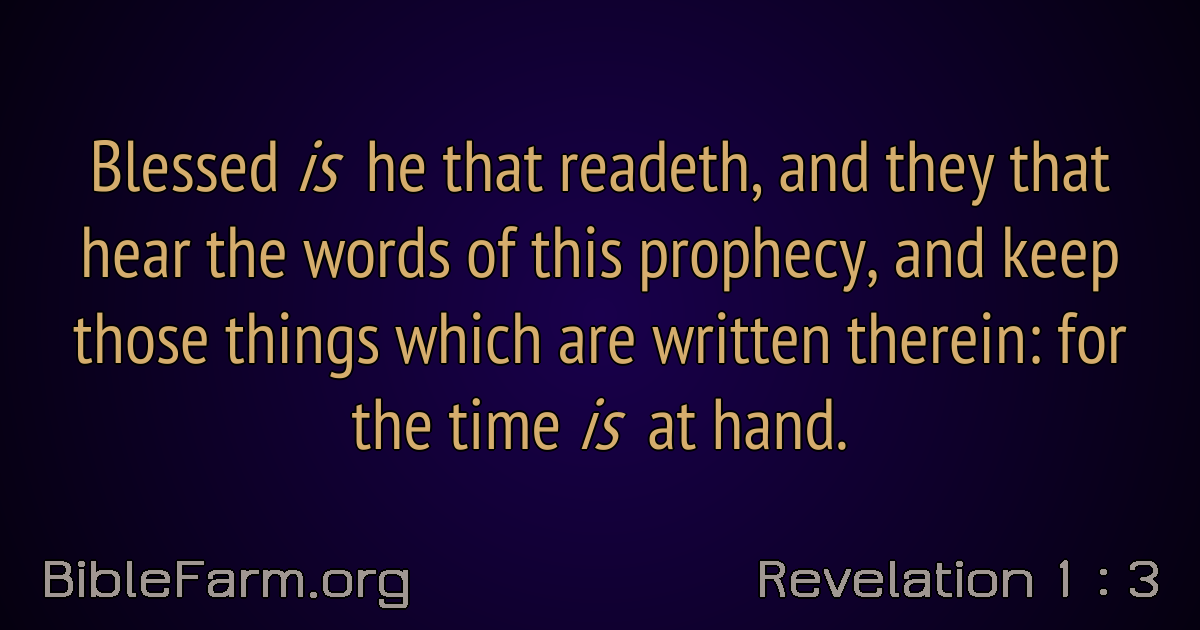 Blessed is he that readeth, and they that
hear the words of this prophecy, and keep
those things which are written therein: for
the time is at hand.
BibleFarm.org
Revelation 1 : 3